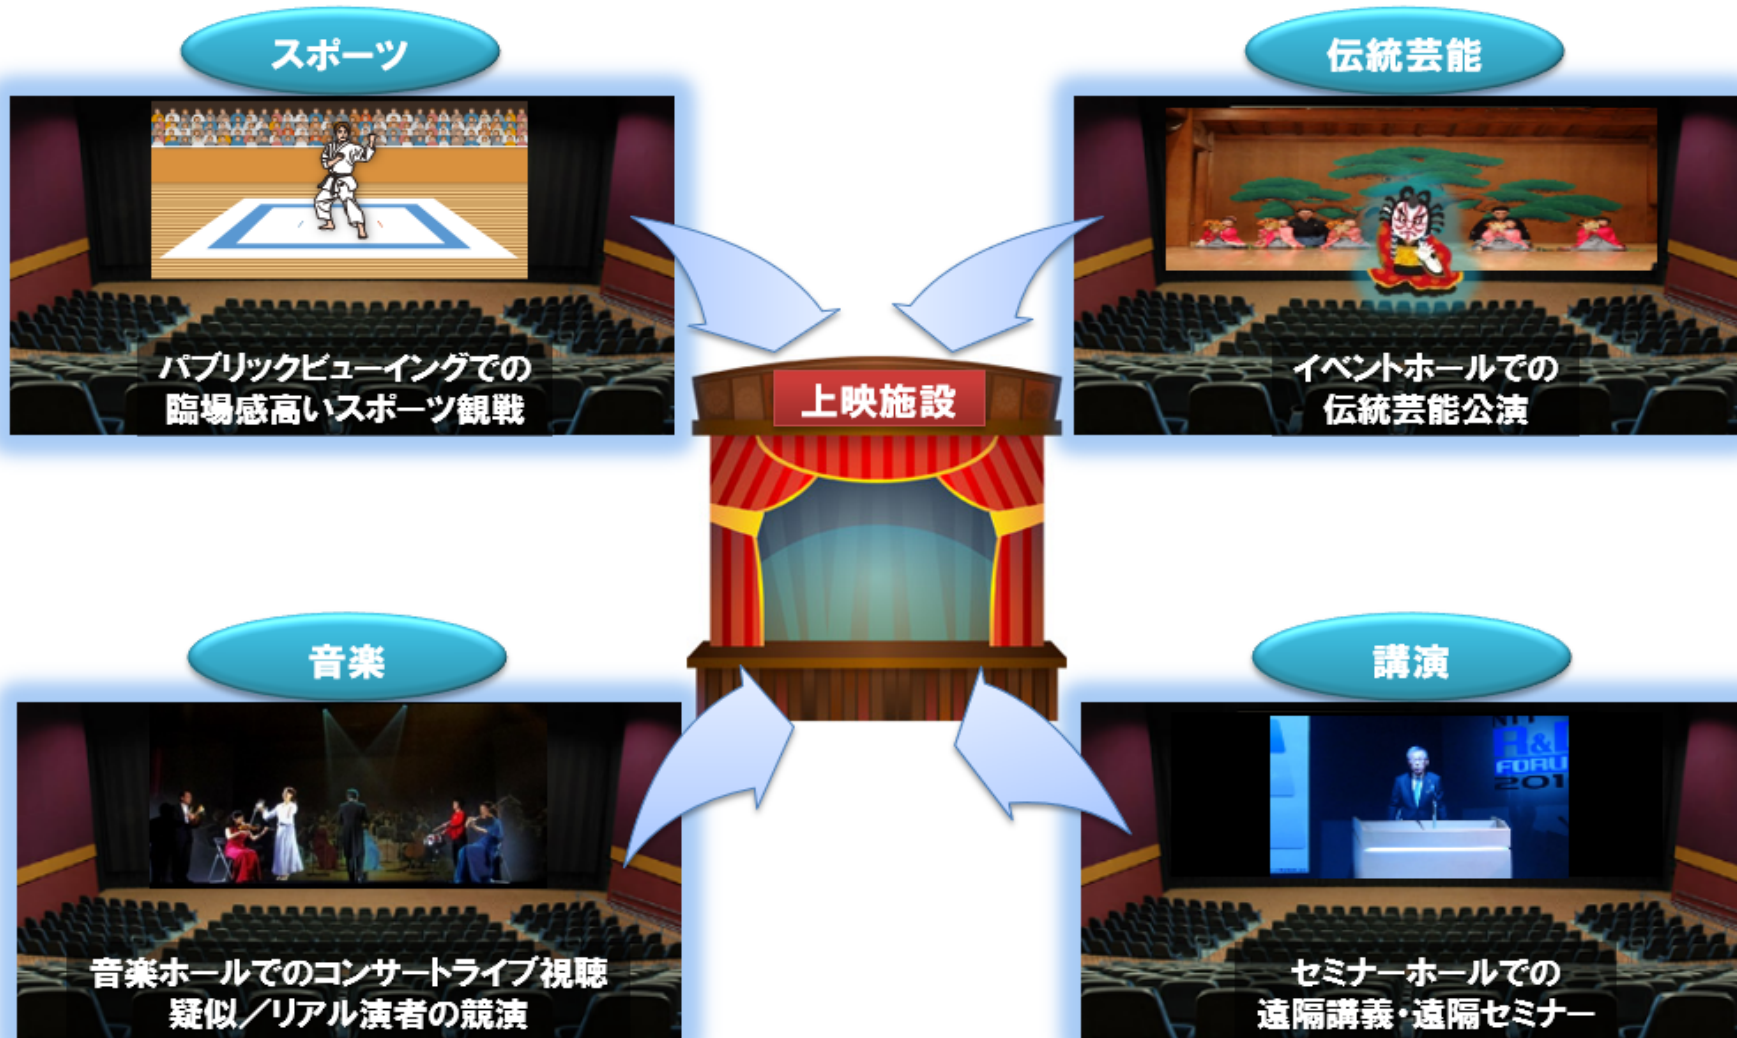 スポーツ
伝統芸能
パブリックビューイングでの
臨場感高いスポーツ観戦
イベントホールでの
伝統芸能公演
上映施設
音楽
講演
R&
FORU
201
音楽ホールでのコンサートライブ視聴
疑似／リアル演者の競演
セミナーホールでの
遠隔講義・遠隔セミナー